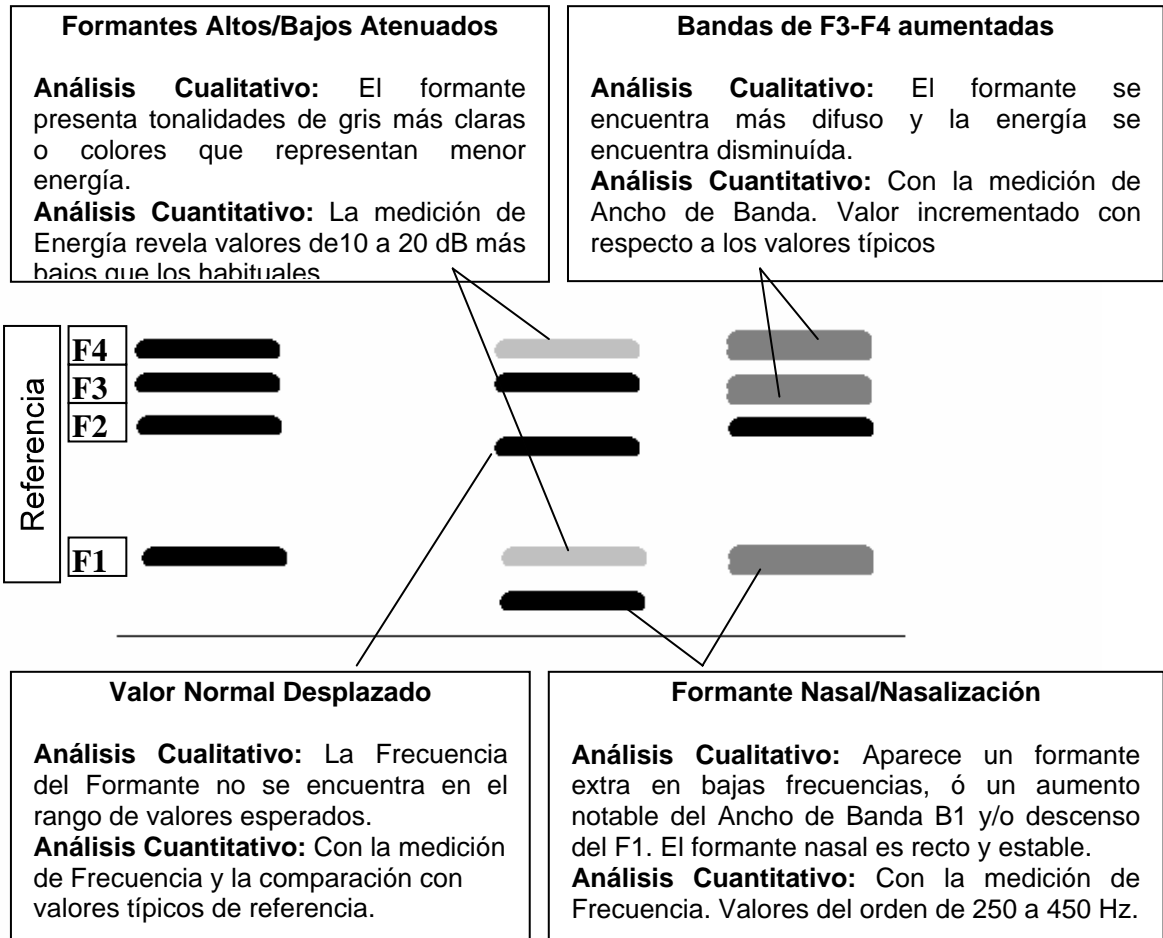 Formantes Altos/Bajos Atenuados
Análisis Cualitativo: El formante
presenta tonalidades de gris más claras
o colores que representan menor
energía.
Análisis Cuantitativo: La medición de
Energía revela valores de10 a 20 dB más
bajos que los habituales
Bandas de F3-F4 aumentadas
Análisis Cualitativo: El formante se
encuentra más difuso y la energía se
encuentra disminuída.
Análisis Cuantitativo: Con la medición de
Ancho de Banda. Valor incrementado con
respecto a los valores típicos
Referencia
F4
F3
F2
F1
Valor Normal Desplazado
Análisis Cualitativo: La Frecuencia
del Formante no se encuentra en el
rango de valores esperados.
Análisis Cuantitativo: Con la medición
de Frecuencia y la comparación con
valores típicos de referencia.
Formante Nasal/Nasalización
Análisis Cualitativo: Aparece un formante
extra en bajas frecuencias, ó un aumento
notable del Ancho de Banda B1 y/o descenso
del F1. El formante nasal es recto y estable.
Análisis Cuantitativo: Con la medición de
Frecuencia. Valores del orden de 250 a 450 Hz.